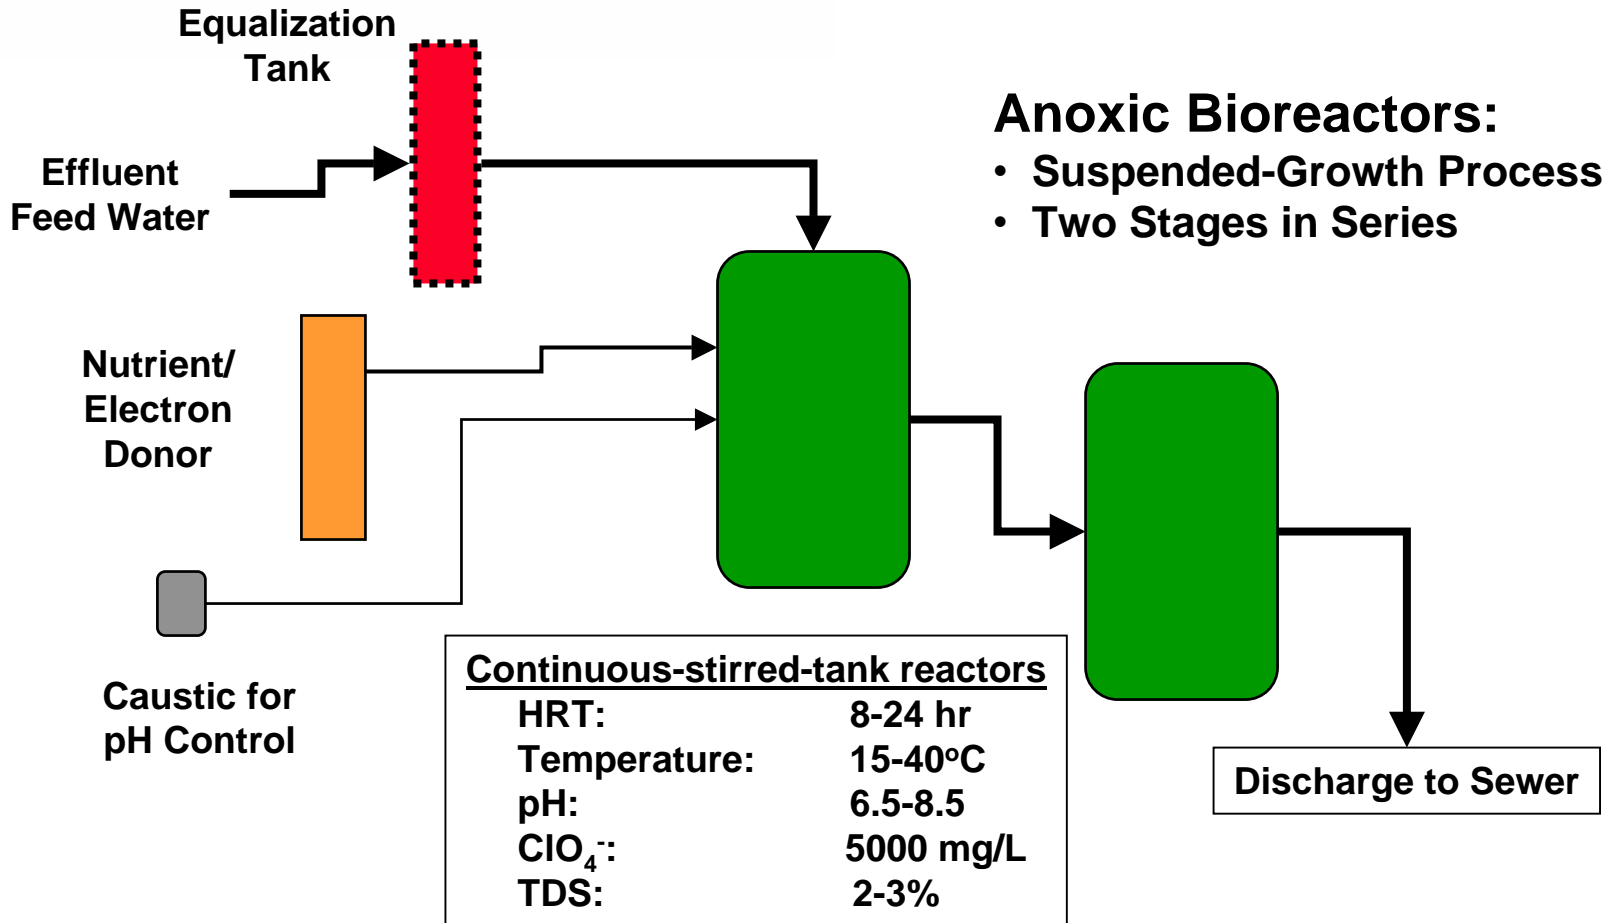 Equalization
Tank
Anoxic Bioreactors:
• Suspended-Growth Process
• Two Stages in Series
Effluent
Feed Water
Nutrient/
Electron
Donor
Caustic for
pH Control
Continuous-stirred-tank reactors
HRT: 8-24 hr
Temperature: 15-40°C
pH: 6.5-8.5
ClO₄⁻: 5000 mg/L
TDS: 2-3%
Discharge to Sewer